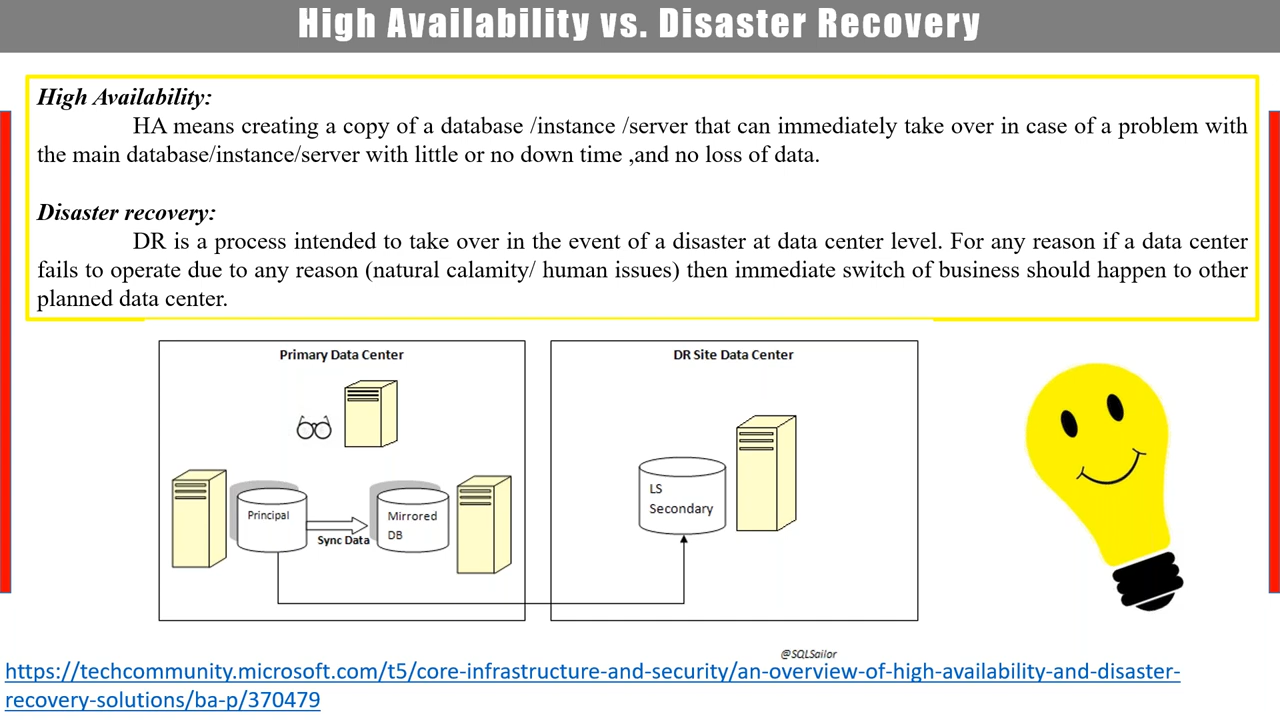 High Availability vs. Disaster Recovery
High Availability:
HA means creating a copy of a database /instance /server that can immediately take over in case of a problem with
the main database/instance/server with little or no down time ,and no loss of data.
Disaster recovery:
DR is a process intended to take over in the event of a disaster at data center level. For any reason if a data center
fails to operate due to any reason (natural calamity/ human issues) then immediate switch of business should happen to other
planned data center.
Primary Data Center
Principal
Sync Data
Mirrored
DB
DR Site Data Center
LS
Secondary
@SQLSailor
https://techcommunity.microsoft.com/t5/core-infrastructure-and-security/an-overview-of-high-availability-and-disaster-
recovery-solutions/ba-p/370479